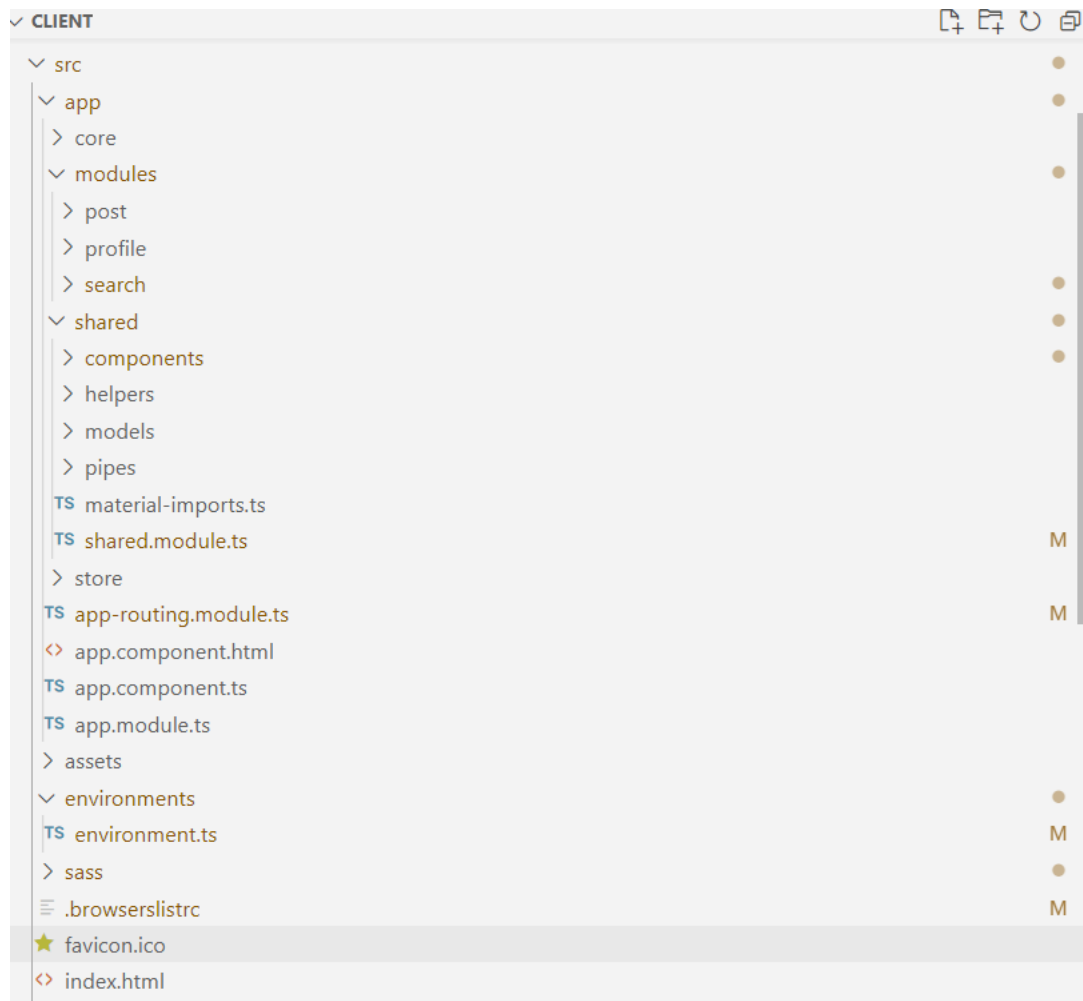 CLIENT
src
app
core
modules
post
profile
search
shared
components
helpers
models
pipes
TS material-imports.ts
TS shared.module.ts M
store
TS app-routing.module.ts M
<> app.component.html
TS app.component.ts
TS app.module.ts
assets
environments
TS environment.ts M
sass
.browserslistrc M
favicon.ico
<> index.html